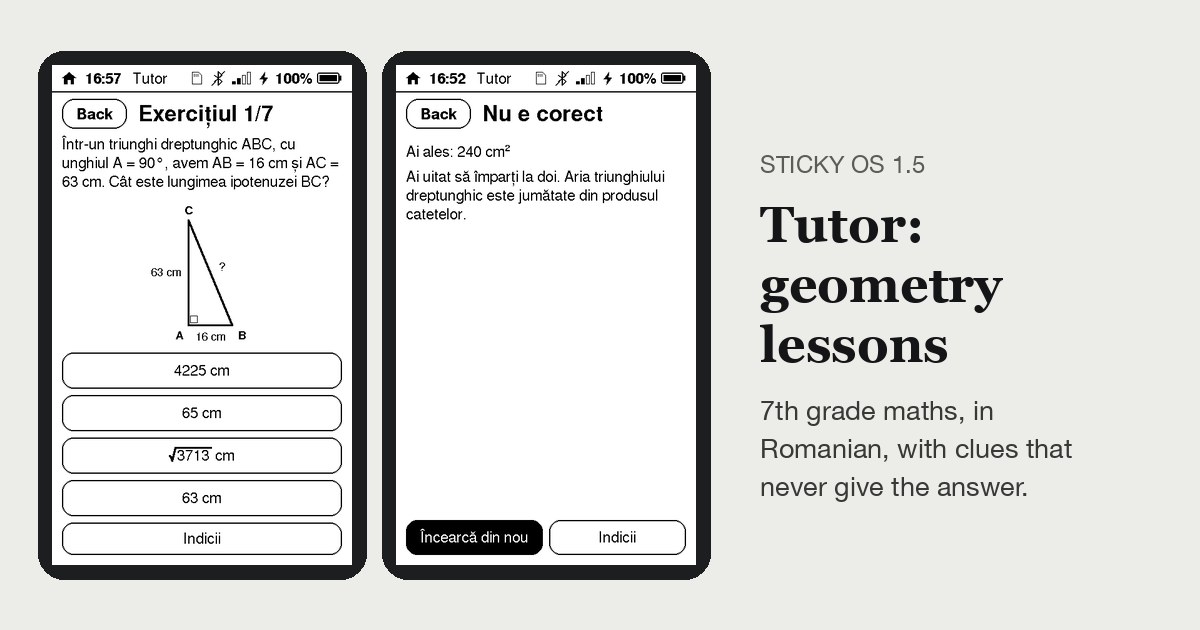 16:57 Tutor 100%
Back Exercițiul 1/7
Într-un triunghi dreptunghic ABC, cu
unghiul A = 90°, avem AB = 16 cm și AC =
63 cm. Cât este lungimea ipotenuzei BC?
C
63 cm ?
A 16 cm B
4225 cm
65 cm
√3713 cm
63 cm
Indicii
16:52 Tutor 100%
Back Nu e corect
Ai ales: 240 cm²
Ai uitat să împarți la doi. Aria triunghiului
dreptunghic este jumătate din produsul
catetelor.
Încearcă din nou Indicii
STICKY OS 1.5
Tutor:
geometry
lessons
7th grade maths, in
Romanian, with clues that
never give the answer.